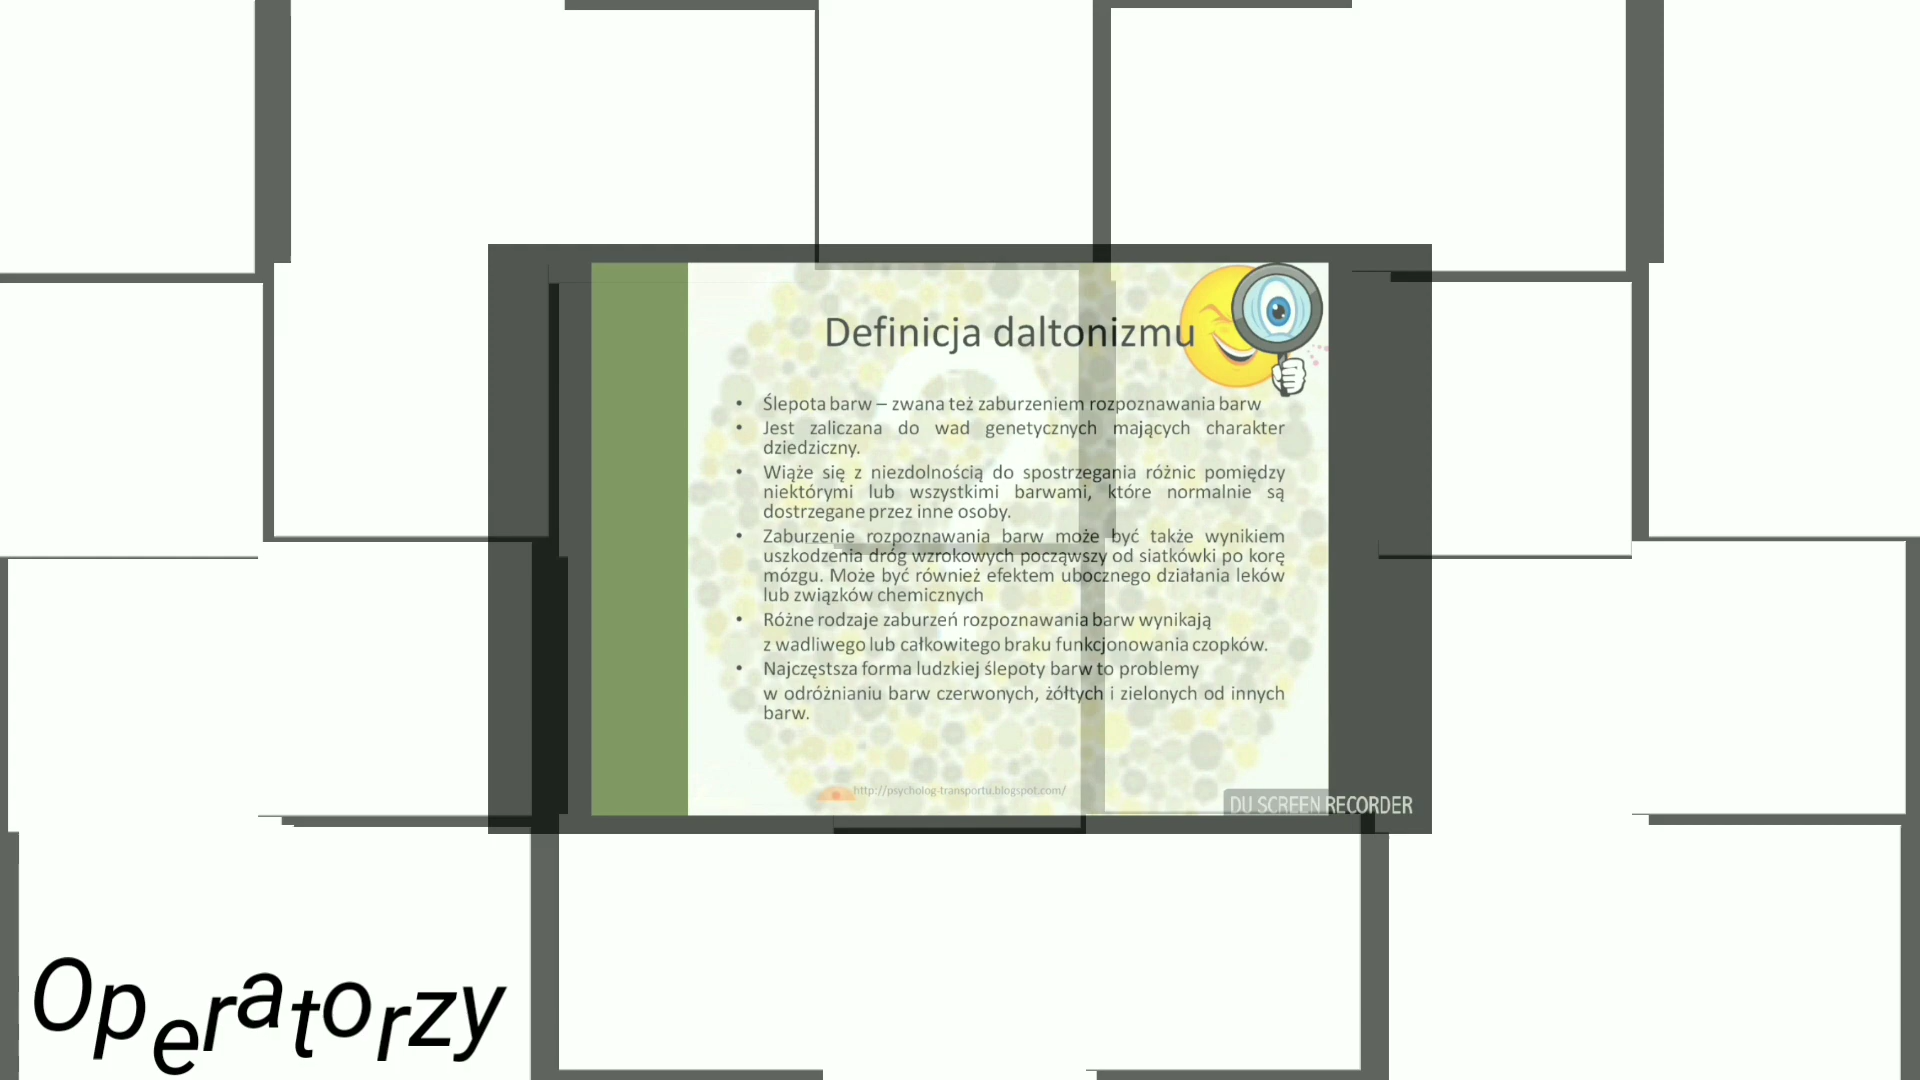 Definicja daltonizmu
• Ślepota barw – zwana też zaburzeniem rozpoznawania barw
• Jest zaliczana do wad genetycznych mających charakter
dziedziczny.
• Wiąże się z niezdolnością do spostrzegania różnic pomiędzy
niektórymi lub wszystkimi barwami, które normalnie są
dostrzegane przez inne osoby.
• Zaburzenie rozpoznawania barw może być także wynikiem
uszkodzenia dróg wzrokowych począwszy od siatkówki po korę
mózgu. Może być również efektem ubocznego działania leków
lub związków chemicznych
• Różne rodzaje zaburzeń rozpoznawania barw wynikają
z wadliwego lub całkowitego braku funkcjonowania czopków.
• Najczęstsza forma ludzkiej ślepoty barw to problemy
w odróżnianiu barw czerwonych, żółtych i zielonych od innych
barw.
http://psycholog-transportu.blogspot.com/
DU SCREEN RECORDER
Operatorzy